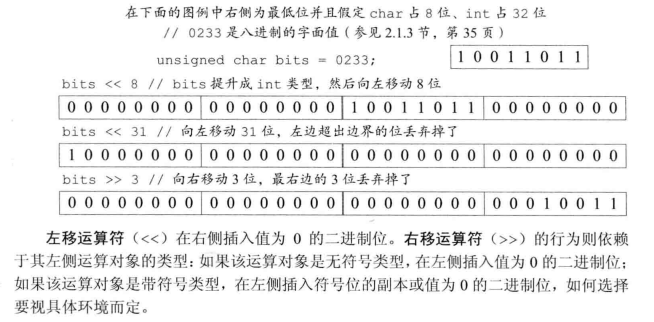 在下面的图例中右侧为最低位并且假定 char 占 8 位、int 占 32 位
// 0233 是八进制的字面值(参见 2.1.3 节,第 35 页)
unsigned char bits = 0233; 1 0 0 1 1 0 1 1
bits << 8 // bits 提升成 int 类型,然后向左移动 8 位
0 0 0 0 0 0 0 0 0 0 0 0 0 0 0 0 1 0 0 1 1 0 1 1 0 0 0 0 0 0 0 0
bits << 31 // 向左移动 31 位,左边超出边界的位丢弃掉了
1 0 0 0 0 0 0 0 0 0 0 0 0 0 0 0 0 0 0 0 0 0 0 0 0 0 0 0 0 0 0 0
bits >> 3 // 向右移动 3 位,最右边的 3 位丢弃掉了
0 0 0 0 0 0 0 0 0 0 0 0 0 0 0 0 0 0 0 0 0 0 0 0 0 0 0 1 0 0 1 1
左移运算符(<<)在右侧插入值为 0 的二进制位。右移运算符(>>)的行为则依赖
于其左侧运算对象的类型:如果该运算对象是无符号类型,在左侧插入值为 0 的二进制位;
如果该运算对象是带符号类型,在左侧插入符号位的副本或值为 0 的二进制位,如何选择
要视具体环境而定。